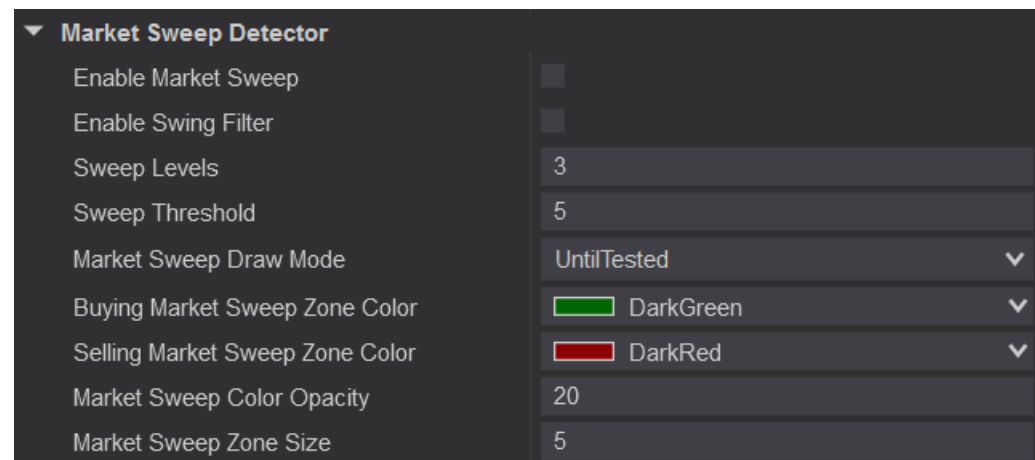 Market Sweep Detector
Enable Market Sweep
Enable Swing Filter
Sweep Levels 3
Sweep Threshold 5
Market Sweep Draw Mode UntilTested
Buying Market Sweep Zone Color DarkGreen
Selling Market Sweep Zone Color DarkRed
Market Sweep Color Opacity 20
Market Sweep Zone Size 5